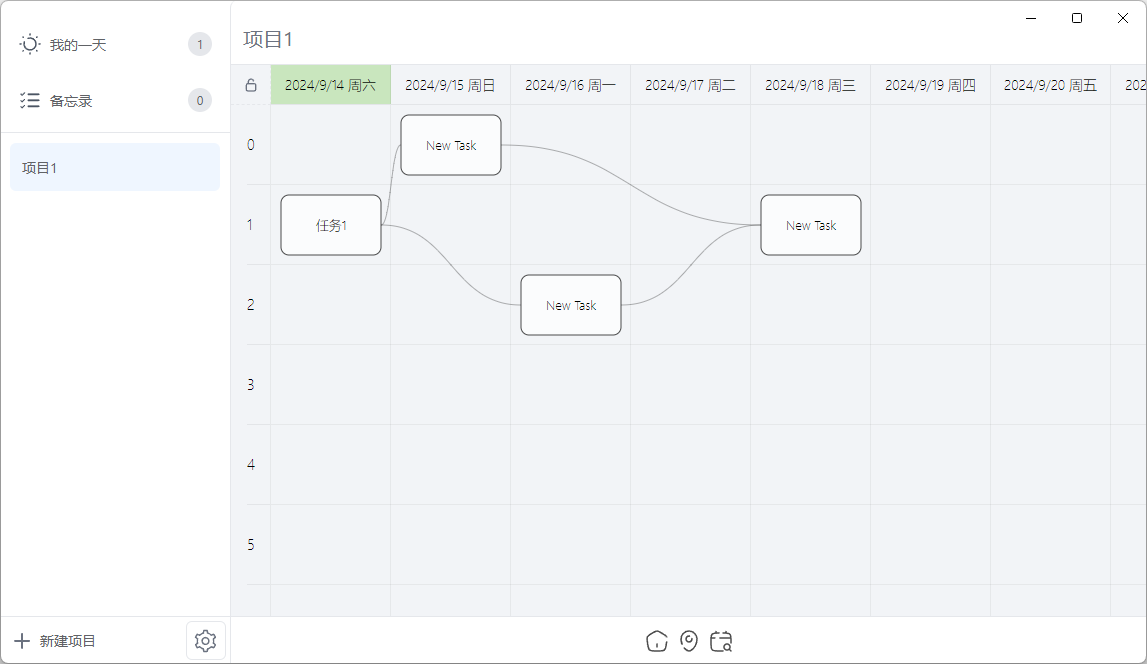 我的一天 1
备忘录 0
项目1
新建项目
项目1
2024/9/14 周六 2024/9/15 周日 2024/9/16 周一 2024/9/17 周二 2024/9/18 周三 2024/9/19 周四 2024/9/20 周五 202
0 New Task
1 任务1 New Task
2 New Task
3
4
5